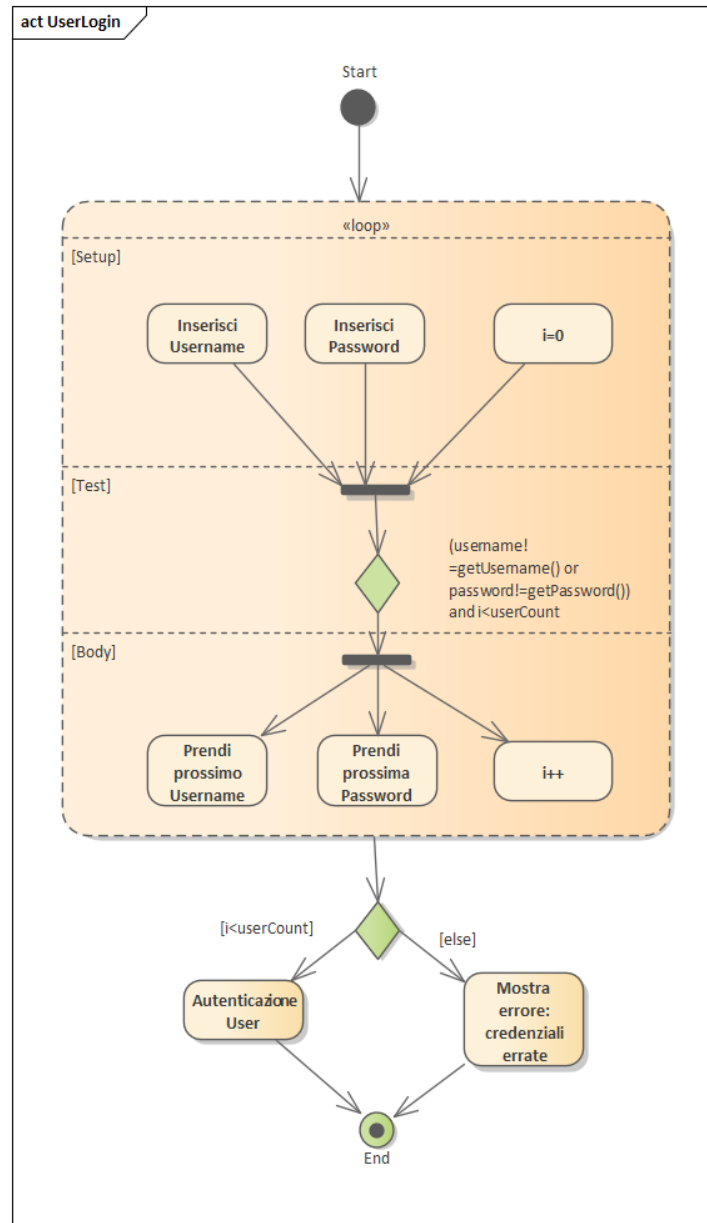 act UserLogin
Start
«loop»
[Setup]
Inserisci
Username
Inserisci
Password
i=0
[Test]
(username!
=getUsername() or
password!=getPassword())
and i<userCount
[Body]
Prendi
prossimo
Username
Prendi
prossima
Password
i++
[i<userCount]
[else]
Autenticazione
User
Mostra
errore:
credenziali
errate
End